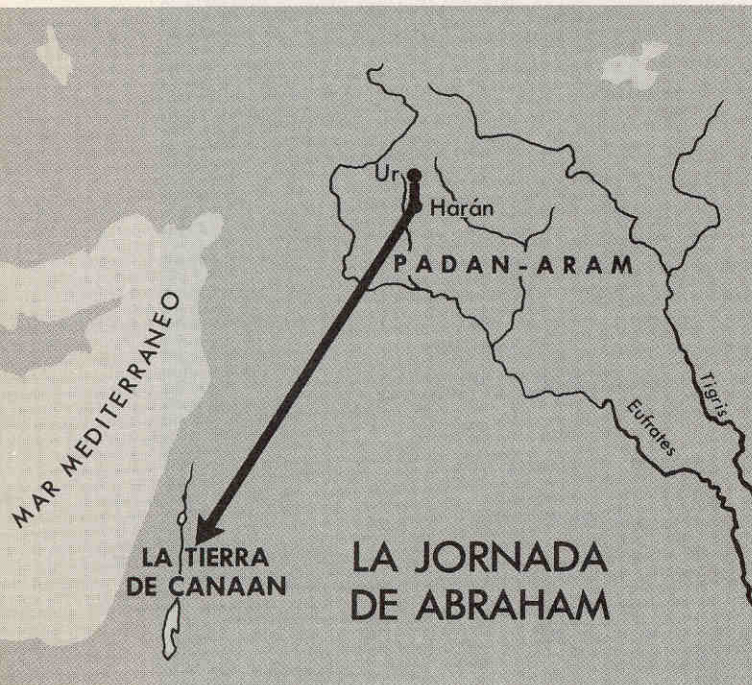 Ur
Harán
PADAN-ARAM
MAR MEDITERRANEO
Tigris
Eufrates
LA TIERRA
DE CANAAN
LA JORNADA
DE ABRAHAM